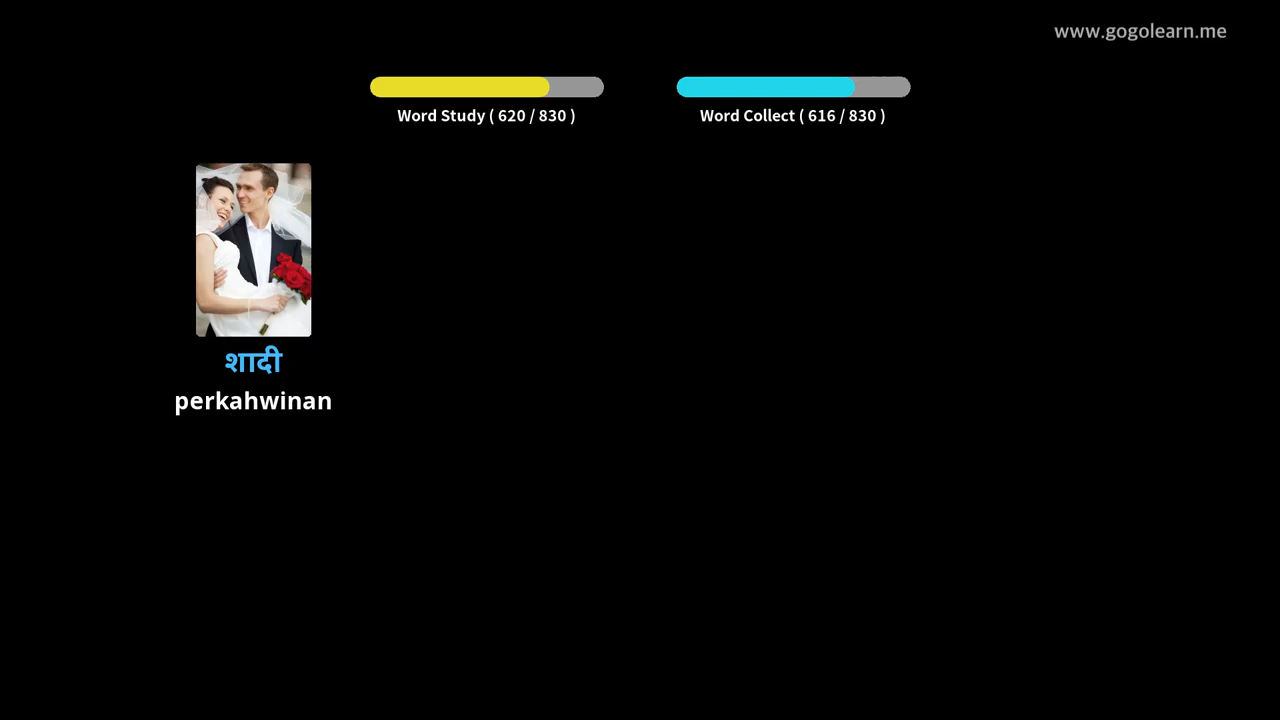 www.gogolearn.me
Word Study ( 620 / 830 )
Word Collect ( 616 / 830 )
शादी
perkahwinan